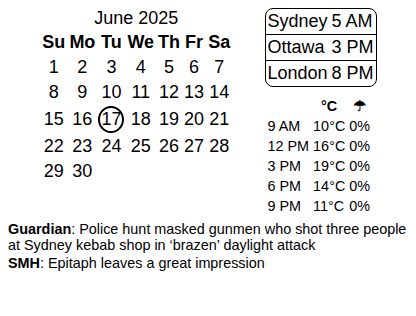 June 2025
Su Mo Tu We Th Fr Sa
1 2 3 4 5 6 7
8 9 10 11 12 13 14
15 16 17 18 19 20 21
22 23 24 25 26 27 28
29 30
Sydney 5 AM
Ottawa 3 PM
London 8 PM
°C ☂
9 AM 10°C 0%
12 PM 16°C 0%
3 PM 19°C 0%
6 PM 14°C 0%
9 PM 11°C 0%
Guardian: Police hunt masked gunmen who shot three people
at Sydney kebab shop in ‘brazen’ daylight attack
SMH: Epitaph leaves a great impression